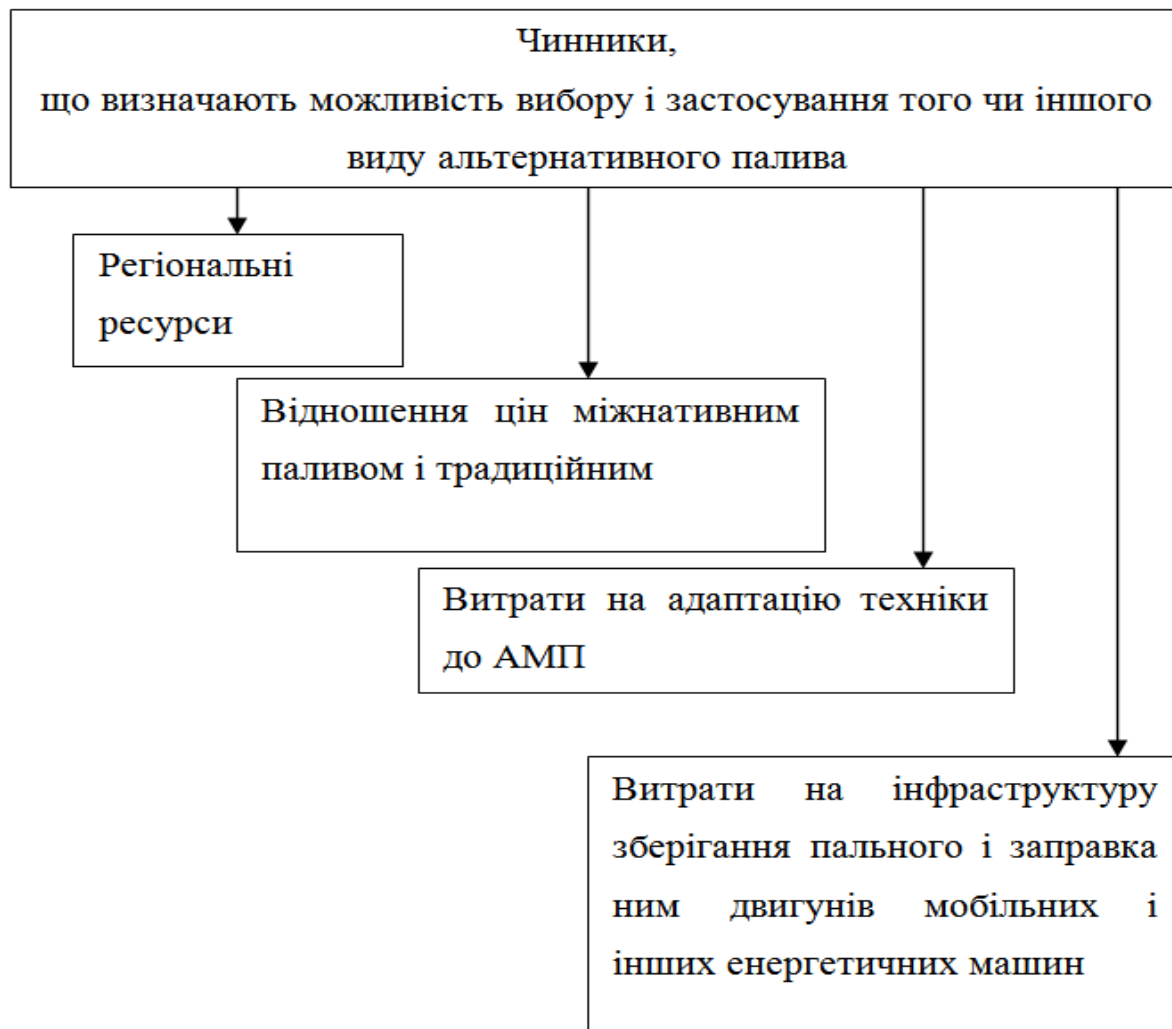 Чинники,
що визначають можливість вибору і застосування того чи іншого
виду альтернативного палива
Регіональні
ресурси
Відношення цін міжнативним
паливом і традиційним
Витрати на адаптацію техніки
до АМП
Витрати на інфраструктуру
зберігання пального і заправка
ним двигунів мобільних і
інших енергетичних машин